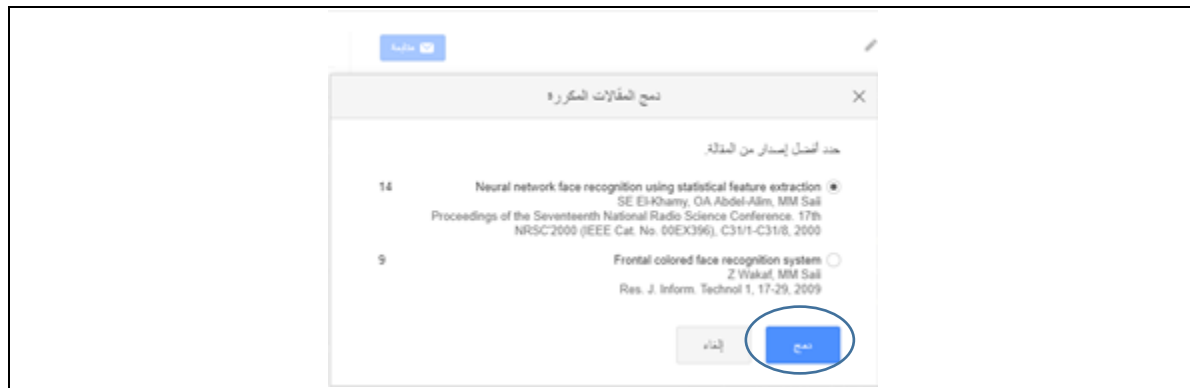 متابعة
دمج المقالات المكررة
حدد أفضل إصدار من المقالة.
Neural network face recognition using statistical feature extraction 14
SE El-Khamy, OA Abdel-Alim, MM Saii
Proceedings of the Seventeenth National Radio Science Conference. 17th
NRSC'2000 (IEEE Cat. No. 00EX396), C31/1-C31/8, 2000
Frontal colored face recognition system 9
Z Wakaf, MM Saii
Res. J. Inform. Technol 1, 17-29, 2009
دمج
إلغاء